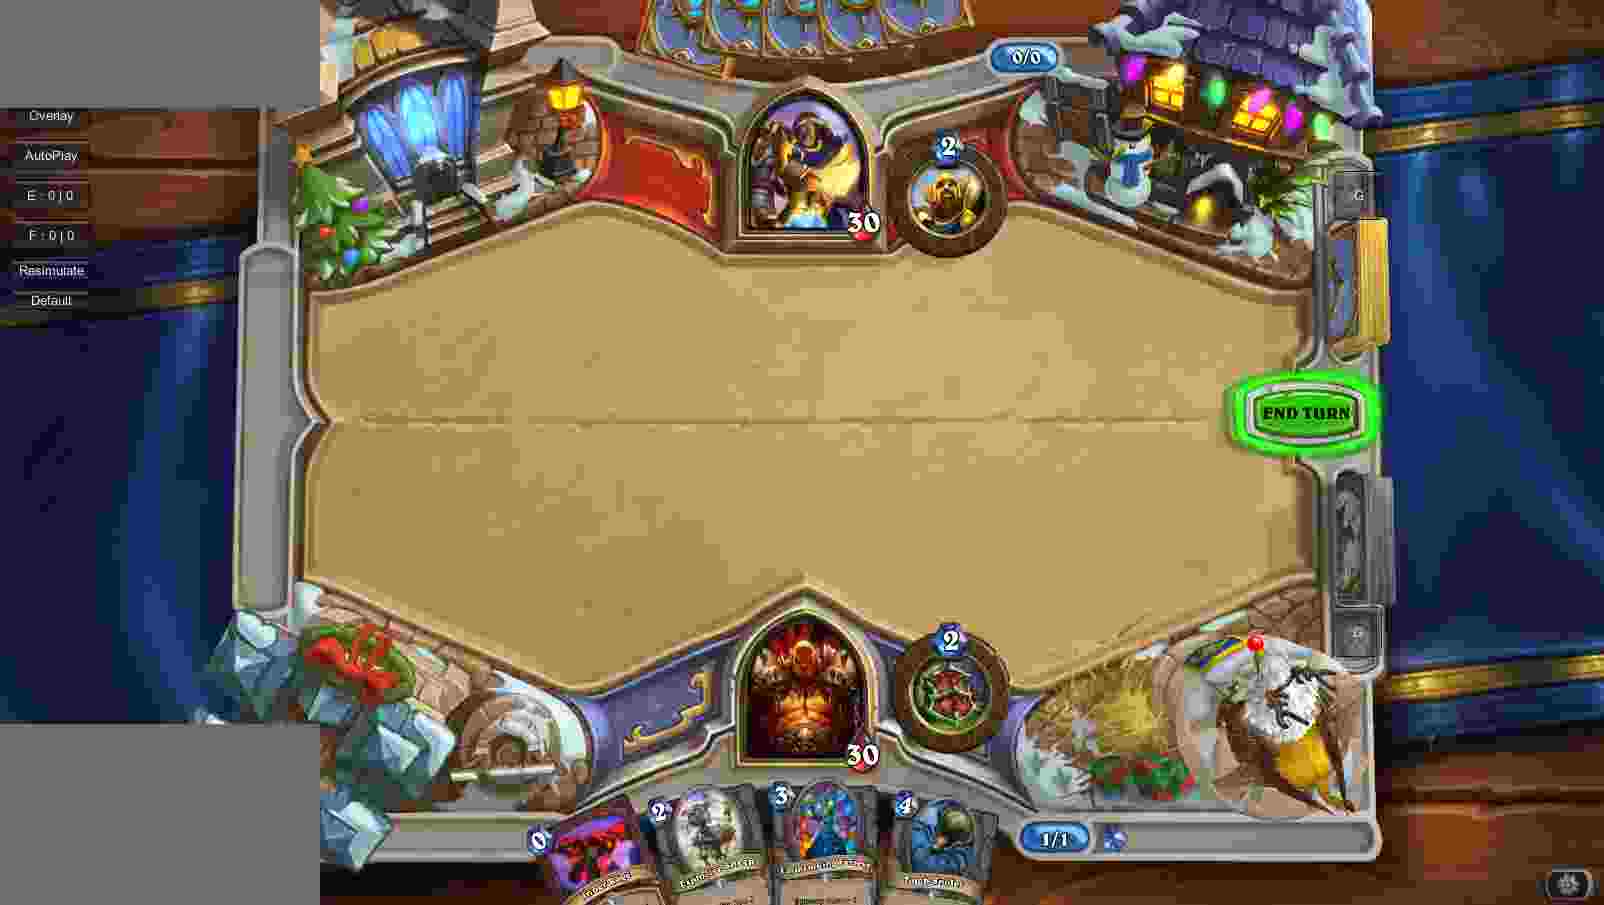 0/0
Overlay
2
AutoPlay
E : 0 | 0
30
F : 0 | 0
Resimulate
Default
END TURN
2
30
0
2
3
4
1/1